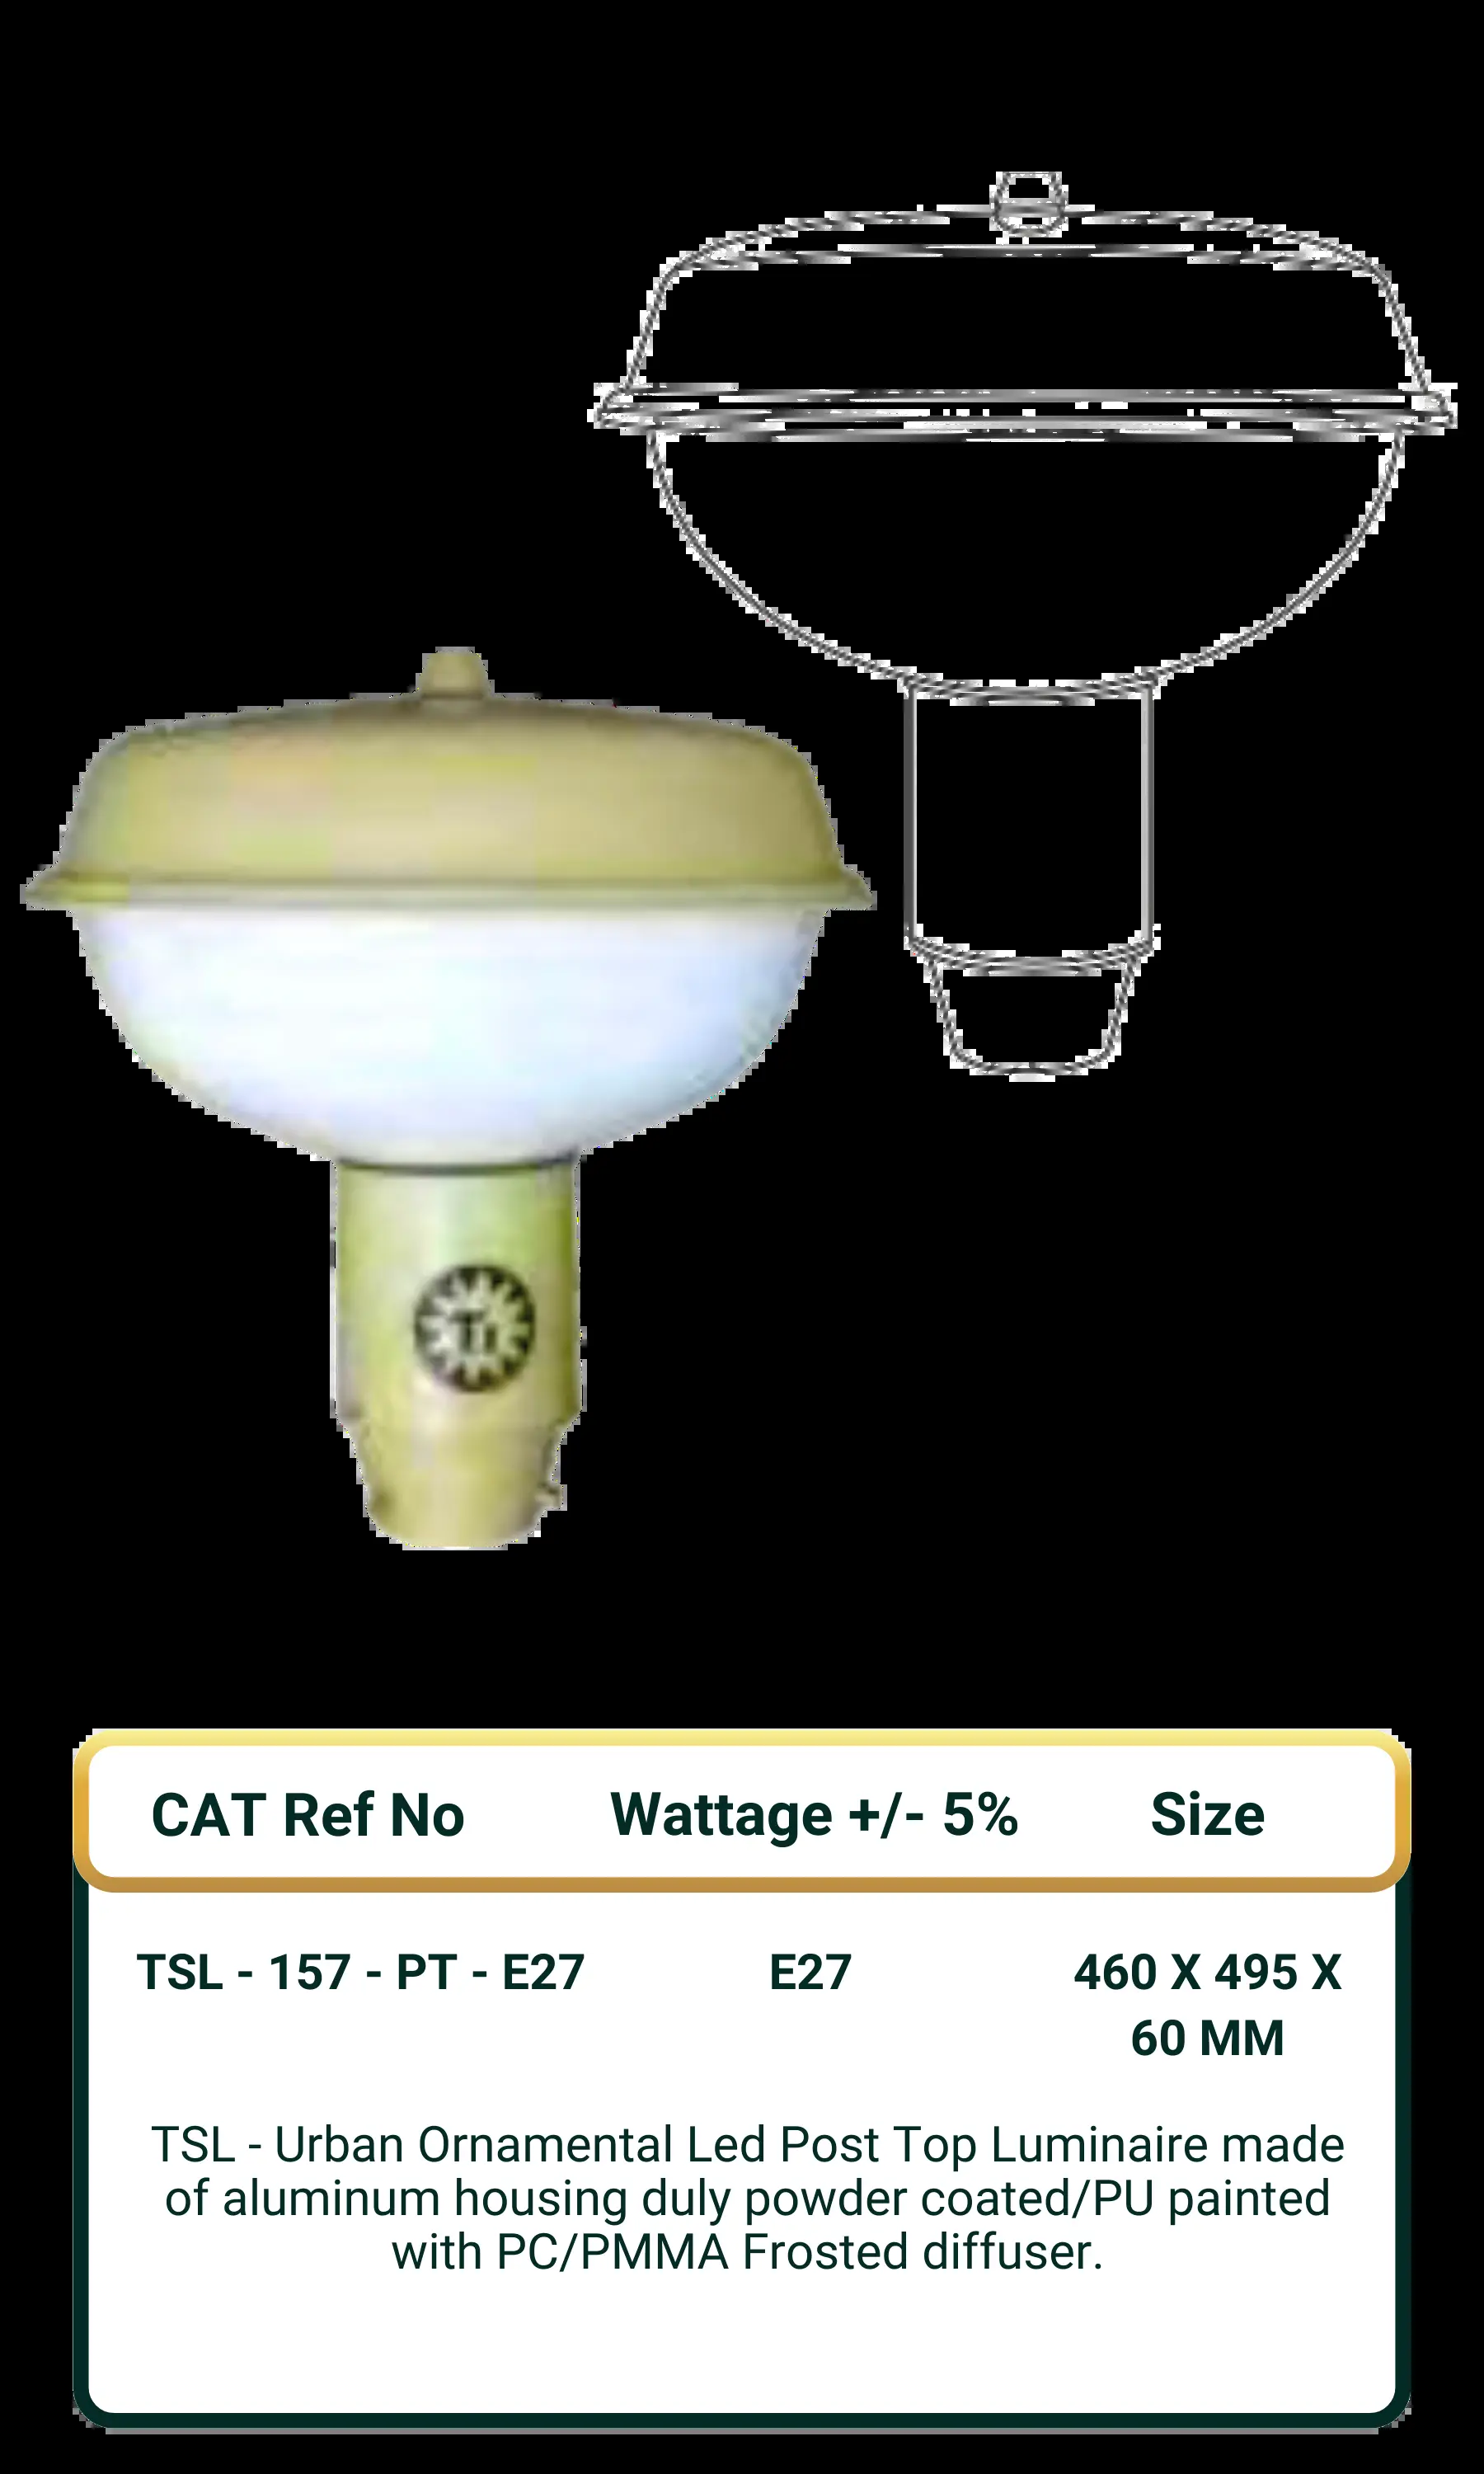 Ti
CAT Ref No Wattage +/- 5% Size
TSL - 157 - PT - E27 E27 460 X 495 X
60 MM
TSL - Urban Ornamental Led Post Top Luminaire made
of aluminum housing duly powder coated/PU painted
with PC/PMMA Frosted diffuser.